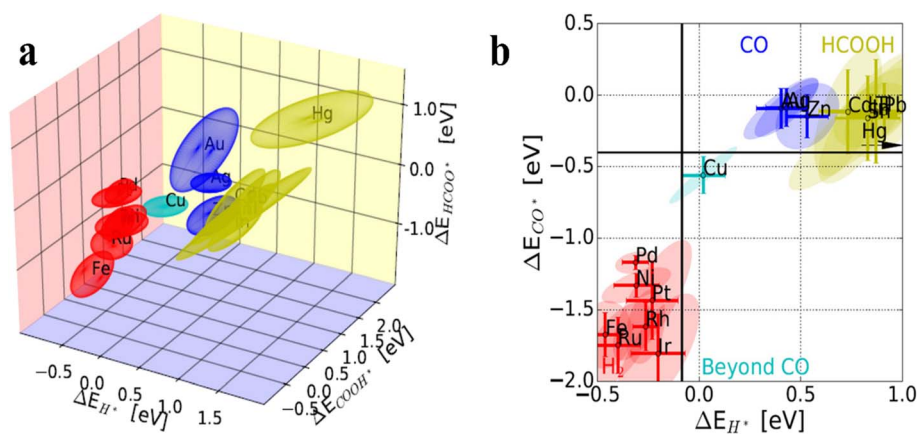 a
Hg
Au
Ag
Cu
Ru
Fe
1.0
0.0
-1.0
ΔE_HCOO* [eV]
-0.5
0.0
0.5
1.0
1.5
ΔE_H* [eV]
-0.5
0.0
0.5
1.0
1.5
2.0
ΔE_COOH* [eV]
b
0.5
0.0
-0.5
-1.0
-1.5
-2.0
ΔE_CO* [eV]
CO
HCOOH
Zn
Cd
Pb
Hg
Cu
Pd
Ni
Pt
Fe
Ru
Rh
Ir
H₂
Beyond CO
-0.5
0.0
0.5
1.0
ΔE_H* [eV]